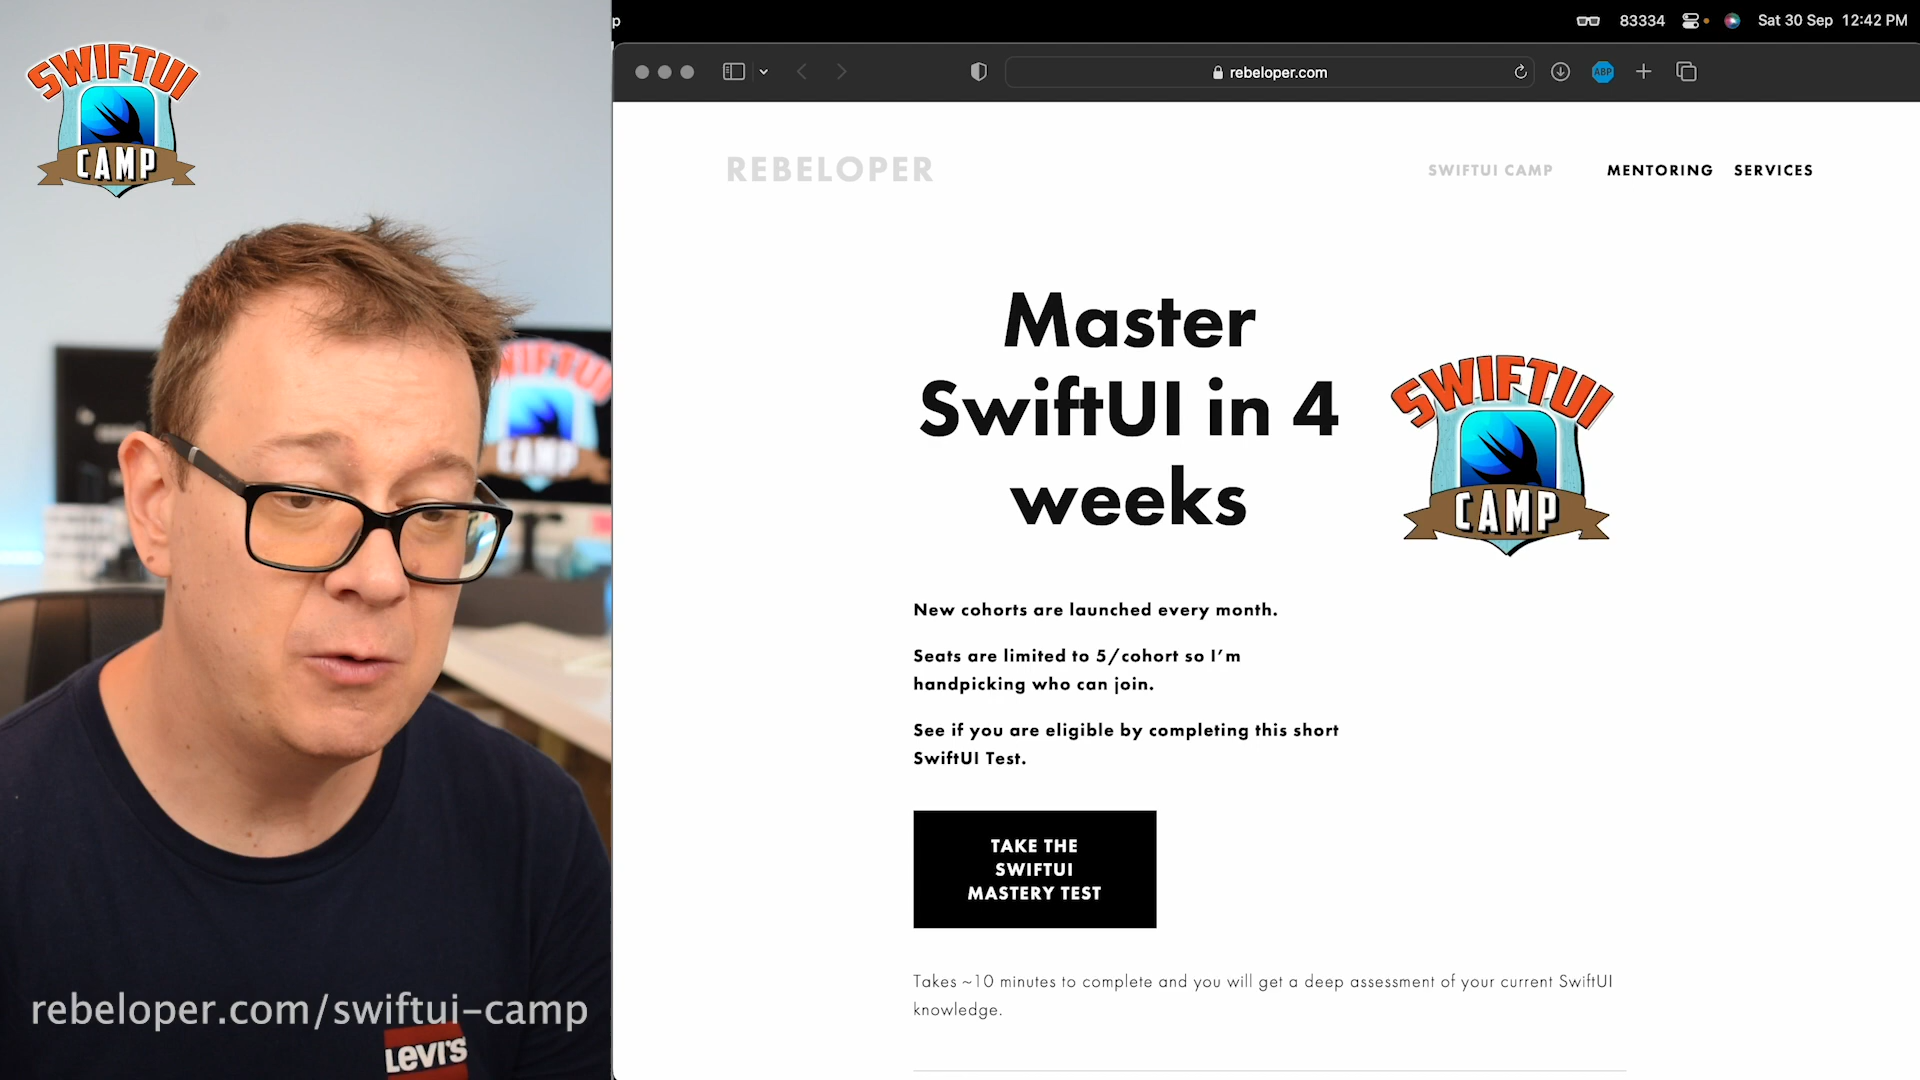 SWIFTUI
CAMP
p
83334
Sat 30 Sep 12:42 PM
rebeloper.com
ABP
REBELOPER
SWIFTUI CAMP
MENTORING
SERVICES
Master
SwiftUI in 4
weeks
SWIFTUI
CAMP
SWIFTUI
CAMP
New cohorts are launched every month.
Seats are limited to 5/cohort so I’m
handpicking who can join.
See if you are eligible by completing this short
SwiftUI Test.
TAKE THE
SWIFTUI
MASTERY TEST
Takes ~10 minutes to complete and you will get a deep assessment of your current SwiftUI
knowledge.
rebeloper.com/swiftui-camp
LEVI'S